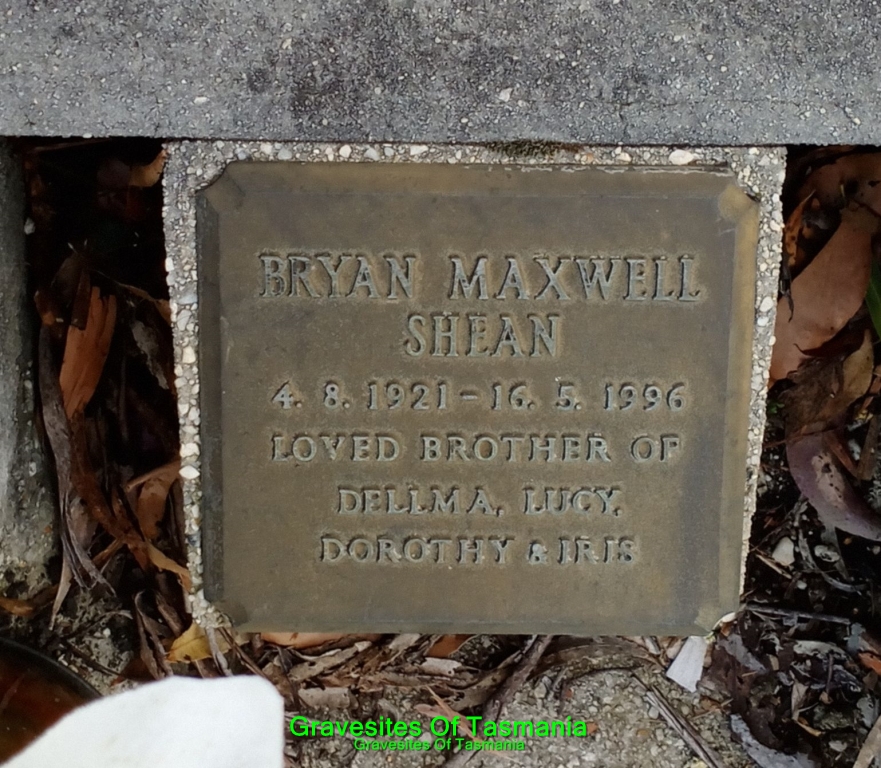 BRYAN MAXWELL
SHEAN
4. 8. 1921 - 16. 5. 1996
LOVED BROTHER OF
DELLMA, LUCY,
DOROTHY & IRIS
Gravesites Of Tasmania
Gravesites Of Tasmania